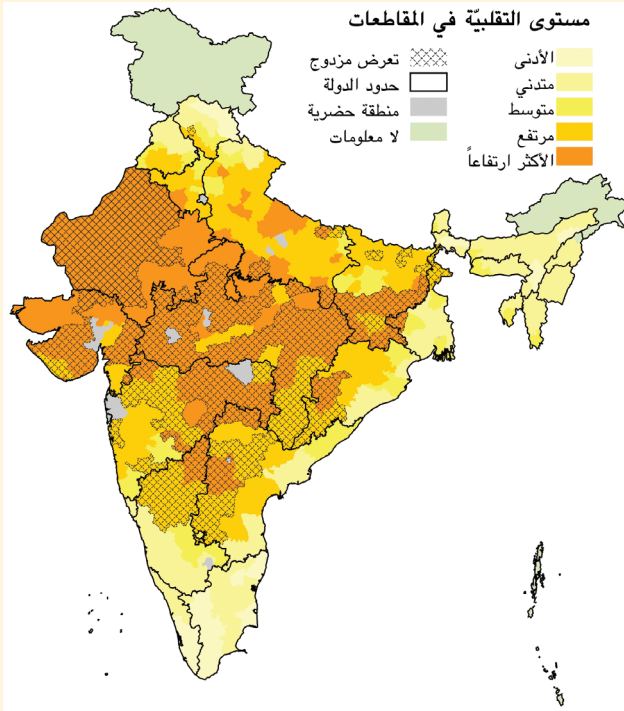 مستوى التقلبيّة في المقاطعات
الأدنى
متدني
متوسط
مرتفع
الأكثر ارتفاعاً
تعرض مزدوج
حدود الدولة
منطقة حضرية
لا معلومات